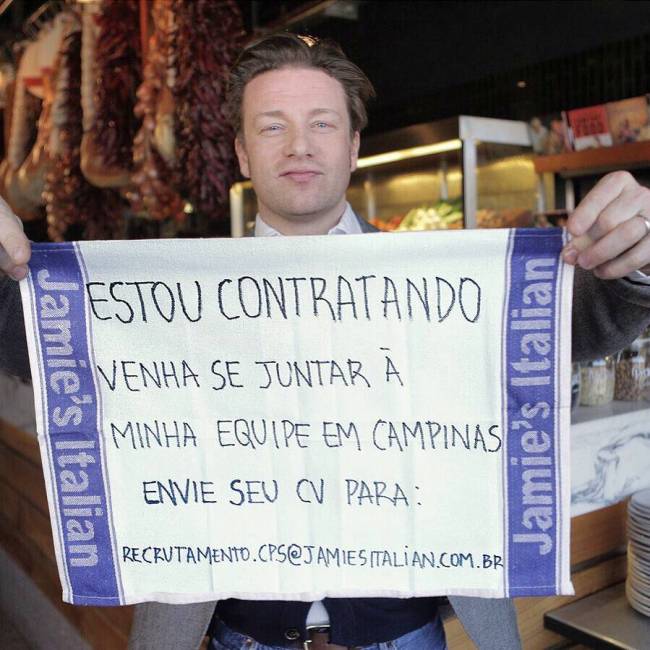 ESTOU CONTRATANDO
VENHA SE JUNTAR À
MINHA EQUIPE EM CAMPINAS
ENVIE SEU CV PARA:
RECRUTAMENTO.CPS@JAMIESITALIAN.COM.BR
Jamie's Italian
Jamie's Italian